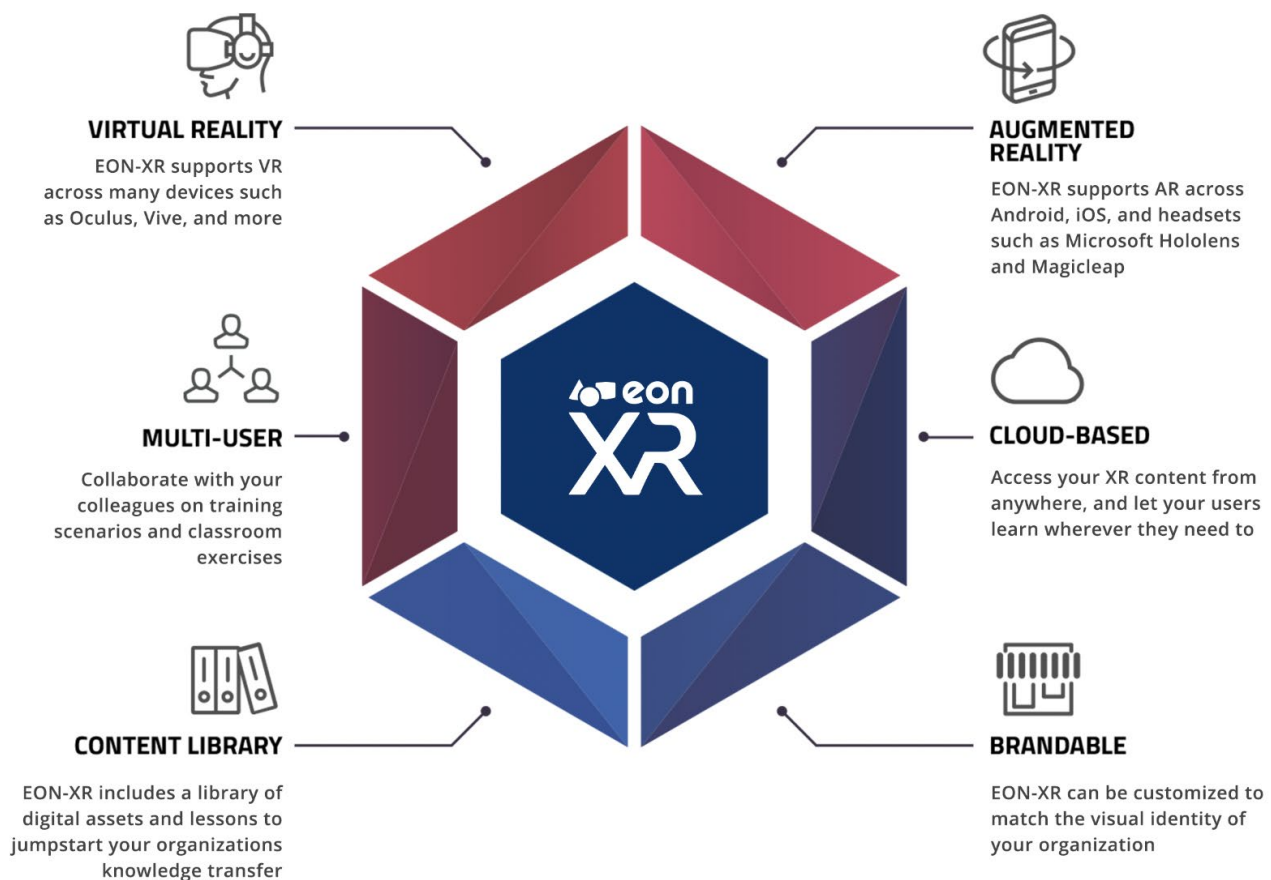 VIRTUAL REALITY
EON-XR supports VR
across many devices such
as Oculus, Vive, and more
AUGMENTED
REALITY
EON-XR supports AR across
Android, iOS, and headsets
such as Microsoft Hololens
and Magicleap
MULTI-USER
Collaborate with your
colleagues on training
scenarios and classroom
exercises
eon
XR
CLOUD-BASED
Access your XR content from
anywhere, and let your users
learn wherever they need to
CONTENT LIBRARY
EON-XR includes a library of
digital assets and lessons to
jumpstart your organizations
knowledge transfer
BRANDABLE
EON-XR can be customized to
match the visual identity of
your organization